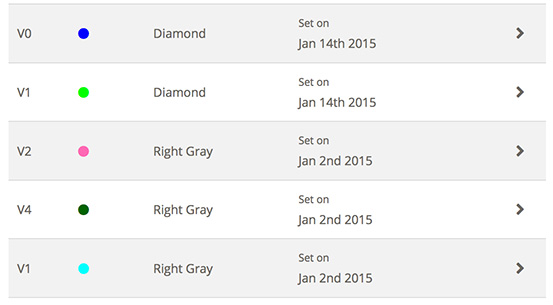 V0 Diamond Set on
Jan 14th 2015
V1 Diamond Set on
Jan 14th 2015
V2 Right Gray Set on
Jan 2nd 2015
V4 Right Gray Set on
Jan 2nd 2015
V1 Right Gray Set on
Jan 2nd 2015